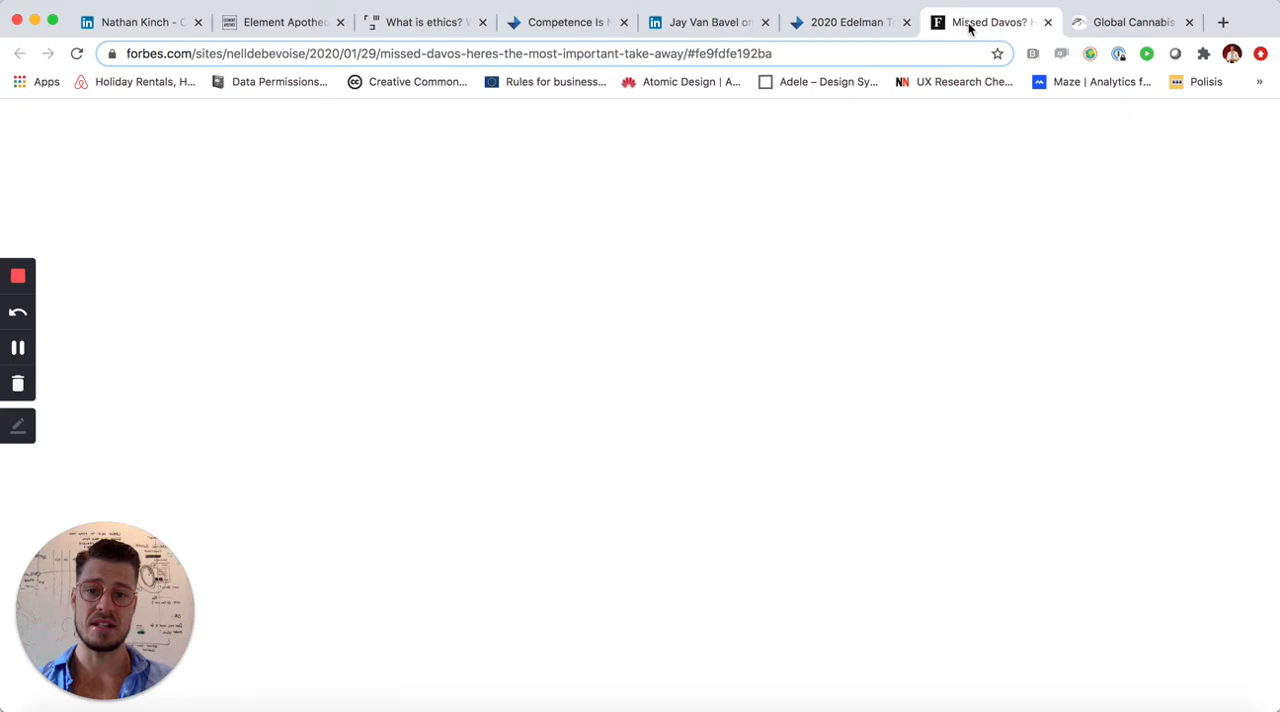 Nathan Kinch - C
Element Apothec
What is ethics? W
Competence Is N
Jay Van Bavel on
2020 Edelman Tr
Missed Davos? H
Global Cannabis
forbes.com/sites/nelldebevoise/2020/01/29/missed-davos-heres-the-most-important-take-away/#fe9fdfe192ba
Apps
Holiday Rentals, H...
Data Permissions...
Creative Common...
Rules for business...
Atomic Design | A...
Adele – Design Sy...
UX Research Che...
Maze | Analytics f...
Polisis
»